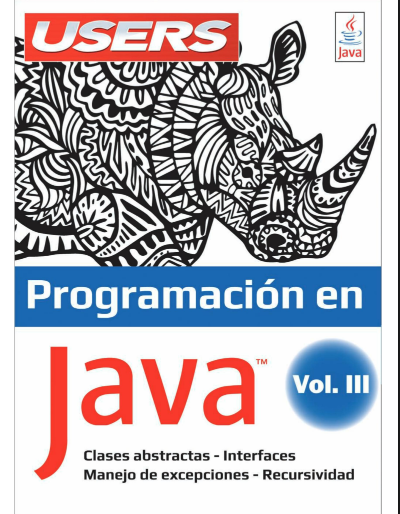 USERS
Java
Programación en
Java™
Vol. III
Clases abstractas - Interfaces
Manejo de excepciones - Recursividad